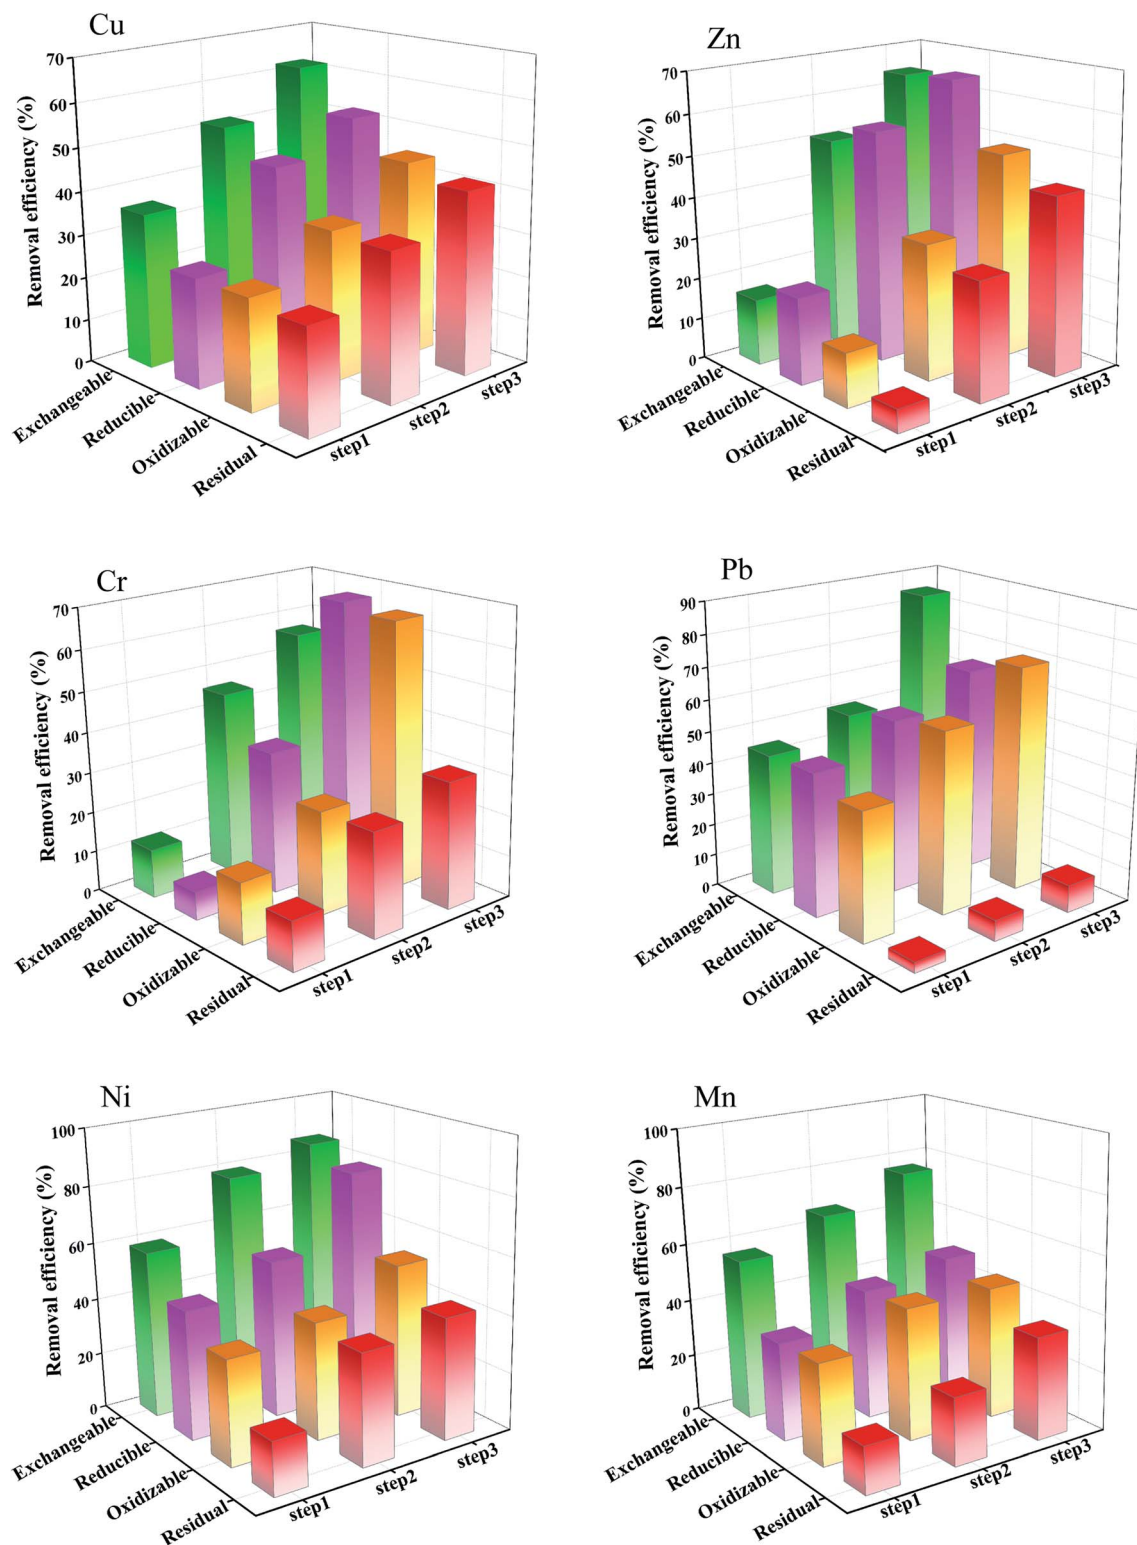 Cu
Removal efficiency (%)
70
60
50
40
30
20
10
0
Exchangeable
Reducible
Oxidizable
Residual
step1
step2
step3
Zn
Removal efficiency (%)
70
60
50
40
30
20
10
0
Exchangeable
Reducible
Oxidizable
Residual
step1
step2
step3
Cr
Removal efficiency (%)
70
60
50
40
30
20
10
0
Exchangeable
Reducible
Oxidizable
Residual
step1
step2
step3
Pb
Removal efficiency (%)
90
80
70
60
50
40
30
20
10
0
Exchangeable
Reducible
Oxidizable
Residual
step1
step2
step3
Ni
Removal efficiency (%)
100
80
60
40
20
0
Exchangeable
Reducible
Oxidizable
Residual
step1
step2
step3
Mn
Removal efficiency (%)
100
80
60
40
20
0
Exchangeable
Reducible
Oxidizable
Residual
step1
step2
step3